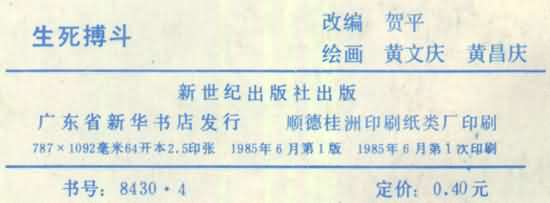 生死搏斗
改编 贺平
绘画 黄文庆 黄昌庆
新世纪出版社出版
广东省新华书店发行 顺德桂洲印刷纸类厂印刷
787×1092毫米64开本2.5印张 1985年6月第1版 1985年6月第1次印刷
书号：8430·4 定价：0.40元